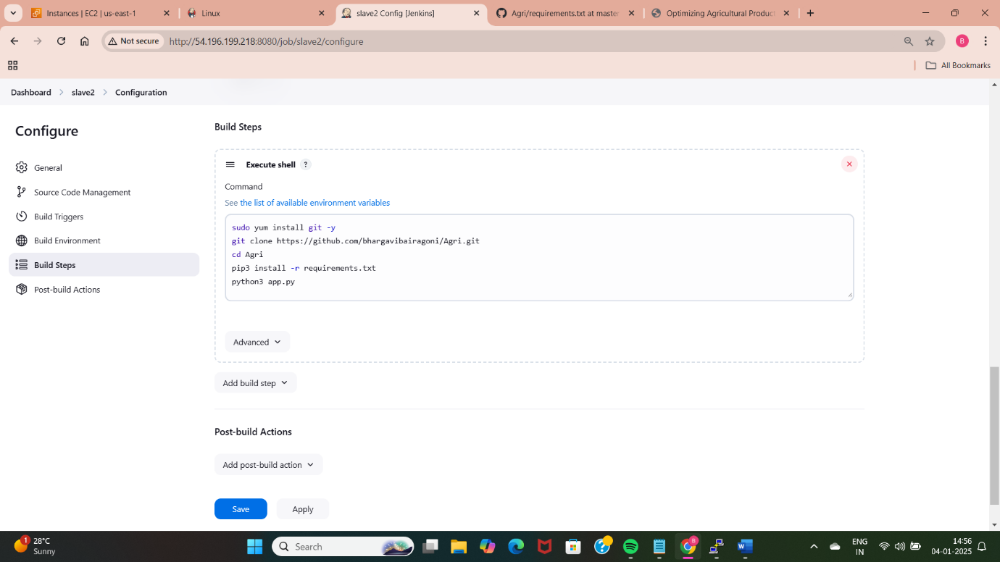 Instances | EC2 | us-east-1
Linux
slave2 Config [Jenkins]
Agri/requirements.txt at master
Optimizing Agricultural Product
Not secure
http://54.196.199.218:8080/job/slave2/configure
B
All Bookmarks
Dashboard
slave2
Configuration
Configure
General
Source Code Management
Build Triggers
Build Environment
Build Steps
Post-build Actions
Build Steps
Execute shell ?
Command
See the list of available environment variables
sudo yum install git -y
git clone https://github.com/bhargavibairagoni/Agri.git
cd Agri
pip3 install -r requirements.txt
python3 app.py
Advanced
Add build step
Post-build Actions
Add post-build action
Save
Apply
1
28°C
Sunny
Search
ENG
IN
14:56
04-01-2025